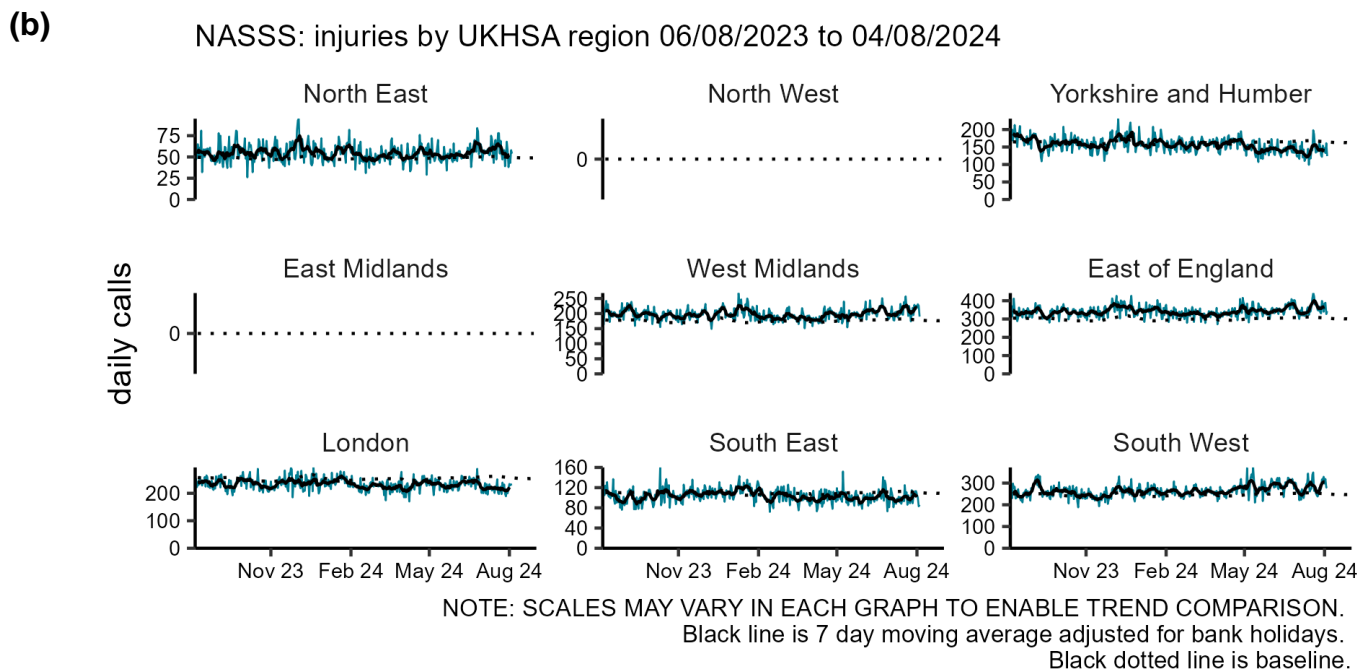 (b)
NASSS: injuries by UKHSA region 06/08/2023 to 04/08/2024
North East
North West
Yorkshire and Humber
75
50
25
0
0
200
150
100
50
0
East Midlands
West Midlands
East of England
0
250
200
150
100
50
0
400
300
200
100
0
daily calls
London
South East
South West
200
100
0
160
120
80
40
0
300
200
100
0
Nov 23 Feb 24 May 24 Aug 24
Nov 23 Feb 24 May 24 Aug 24
Nov 23 Feb 24 May 24 Aug 24
NOTE: SCALES MAY VARY IN EACH GRAPH TO ENABLE TREND COMPARISON.
Black line is 7 day moving average adjusted for bank holidays.
Black dotted line is baseline.